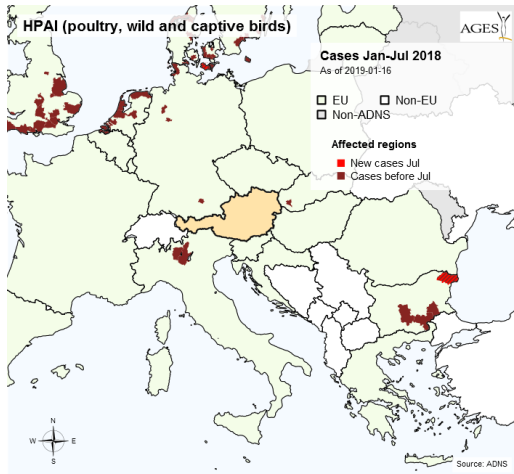 HPAI (poultry, wild and captive birds)
AGES
Cases Jan-Jul 2018
As of 2019-01-16
EU Non-EU
Non-ADNS
Affected regions
New cases Jul
Cases before Jul
N
W E
S
Source: ADNS